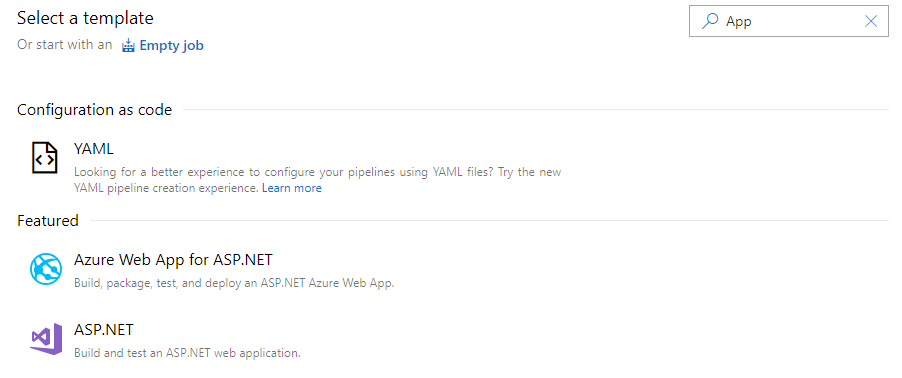 Select a template
App
Or start with an Empty job
Configuration as code
YAML
Looking for a better experience to configure your pipelines using YAML files? Try the new
YAML pipeline creation experience. Learn more
Featured
Azure Web App for ASP.NET
Build, package, test, and deploy an ASP.NET Azure Web App.
ASP.NET
Build and test an ASP.NET web application.